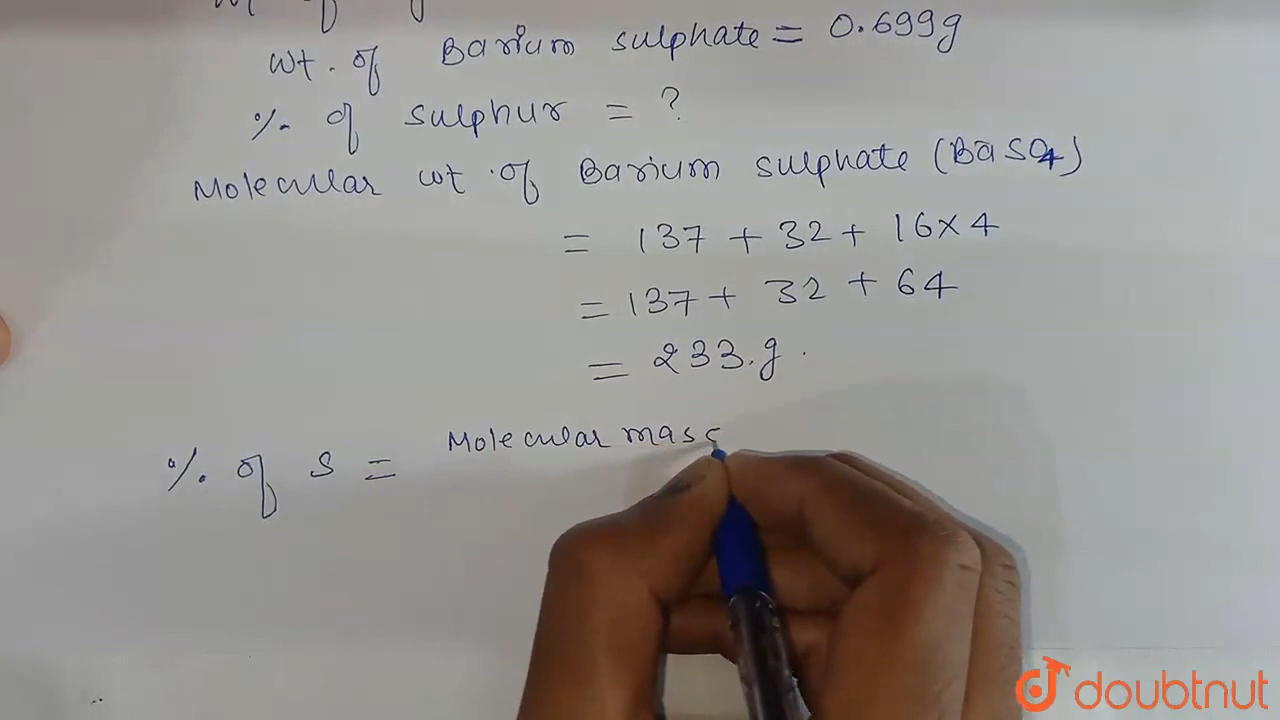 wt. of Barium sulphate = 0.699g
%. of sulphur = ?
Molecular wt. of Barium sulphate (BaSO4)
= 137 + 32 + 16×4
= 137 + 32 + 64
= 233.g.
%. of S = Molecular mass
doubtnut